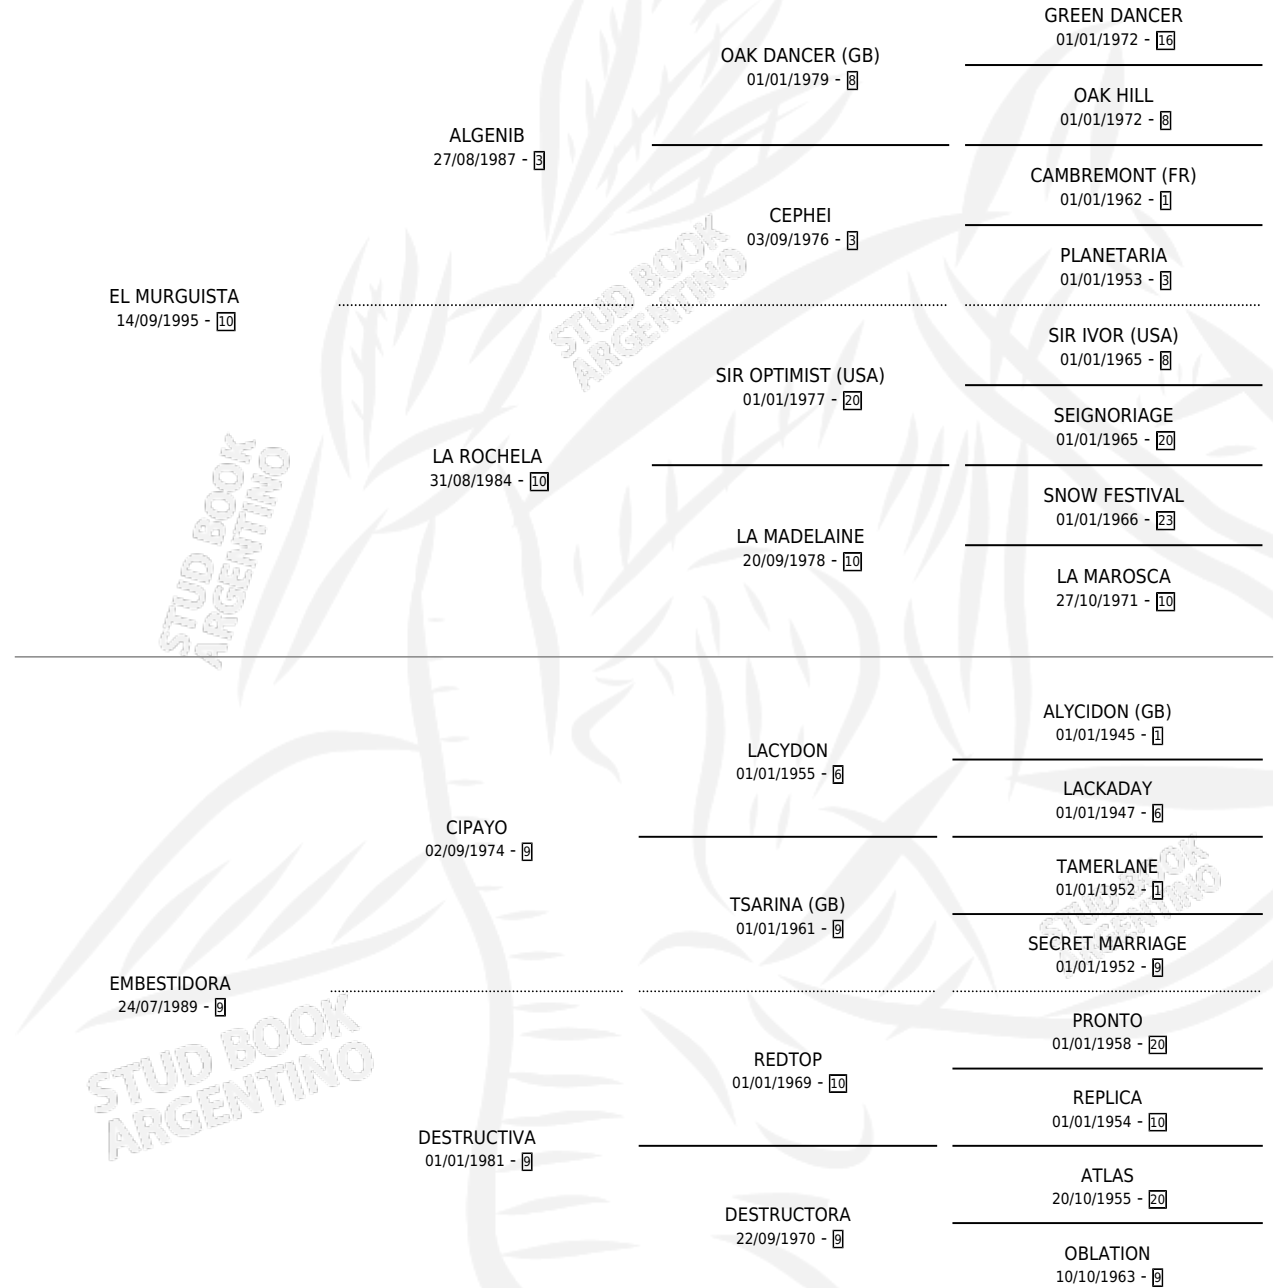 GREEN DANCER
01/01/1972 - 16
OAK DANCER (GB)
01/01/1979 - 8
OAK HILL
01/01/1972 - 8
ALGENIB
27/08/1987 - 3
CAMBREMONT (FR)
01/01/1962 - 1
CEPHEI
03/09/1976 - 3
PLANETARIA
01/01/1953 - 3
EL MURGUISTA
14/09/1995 - 10
SIR IVOR (USA)
01/01/1965 - 8
SIR OPTIMIST (USA)
01/01/1977 - 20
SEIGNORIAGE
01/01/1965 - 20
LA ROCHELA
31/08/1984 - 10
SNOW FESTIVAL
01/01/1966 - 23
LA MADELAINE
20/09/1978 - 10
LA MAROSCA
27/10/1971 - 10
STUD BOOK
ARGENTINO
STUD BOOK
ARGENTINO
ALYCIDON (GB)
01/01/1945 - 1
LACYDON
01/01/1955 - 6
LACKADAY
01/01/1947 - 6
CIPAYO
02/09/1974 - 9
TAMERLANE
01/01/1952 - 1
TSARINA (GB)
01/01/1961 - 9
SECRET MARRIAGE
01/01/1952 - 9
EMBESTIDORA
24/07/1989 - 9
PRONTO
01/01/1958 - 20
REDTOP
01/01/1969 - 10
REPLICA
01/01/1954 - 10
DESTRUCTIVA
01/01/1981 - 9
ATLAS
20/10/1955 - 20
DESTRUCTORA
22/09/1970 - 9
OBLATION
10/10/1963 - 9
STUD BOOK
ARGENTINO
STUD BOOK
ARGENTINO